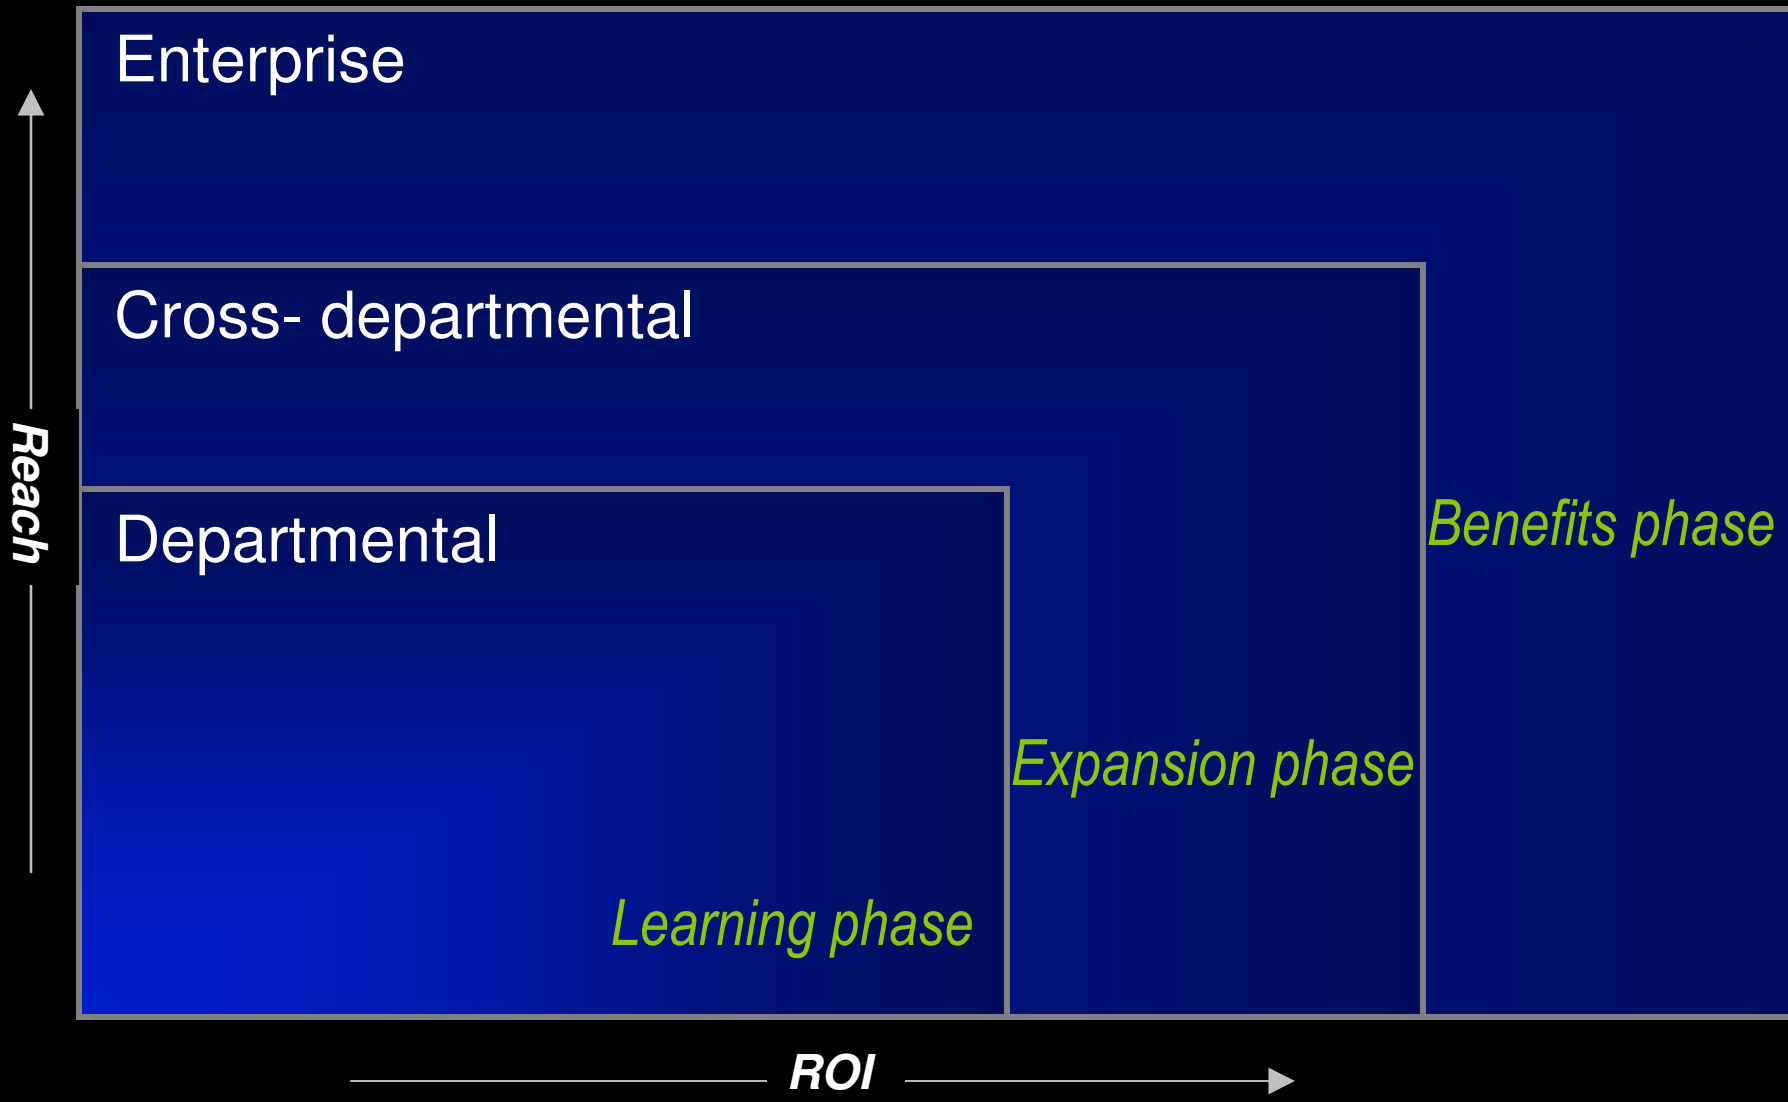 Enterprise
Cross- departmental
Reach
Departmental
Benefits phase
Expansion phase
Learning phase
ROI